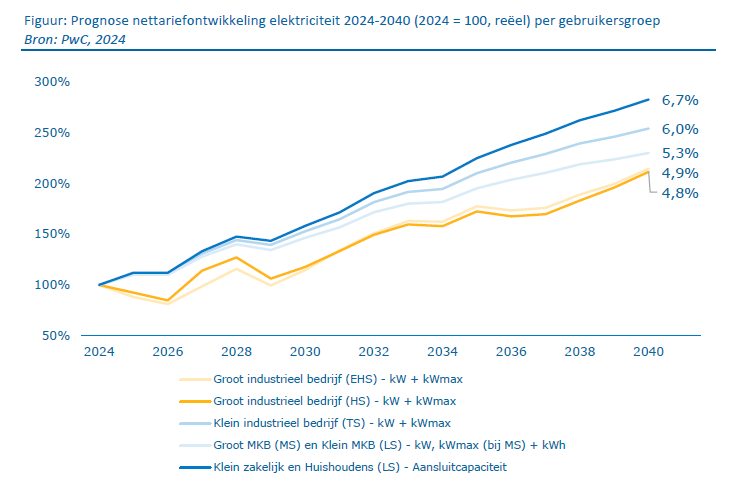 Figuur: Prognose nettariefontwikkeling elektriciteit 2024-2040 (2024 = 100, reëel) per gebruikersgroep
Bron: PwC, 2024
300%
250%
200%
150%
100%
50%
6,7%
6,0%
5,3%
4,9%
4,8%
2024 2026 2028 2030 2032 2034 2036 2038 2040
Groot industrieel bedrijf (EHS) - kW + kWmax
Groot industrieel bedrijf (HS) - kW + kWmax
Klein industrieel bedrijf (TS) - kW + kWmax
Groot MKB (MS) en Klein MKB (LS) - kW, kWmax (bij MS) + kWh
Klein zakelijk en Huishoudens (LS) - Aansluitcapaciteit